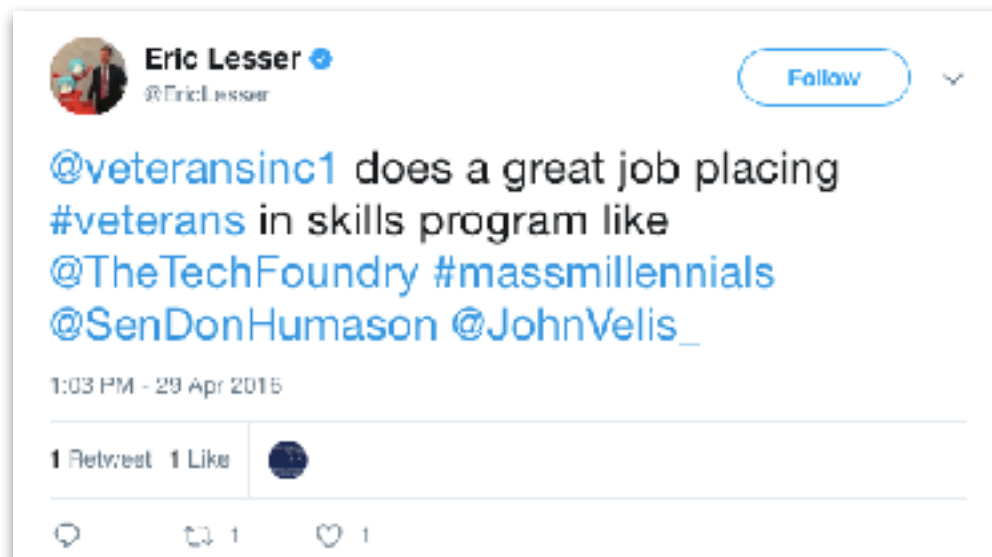 Eric Lesser
@EricLesser
Follow
@veteransinc1 does a great job placing
#veterans in skills program like
@TheTechFoundry #massmillennials
@SenDonHumason @JohnVelis_
1:03 PM - 29 Apr 2016
1 Retweet 1 Like
1 1